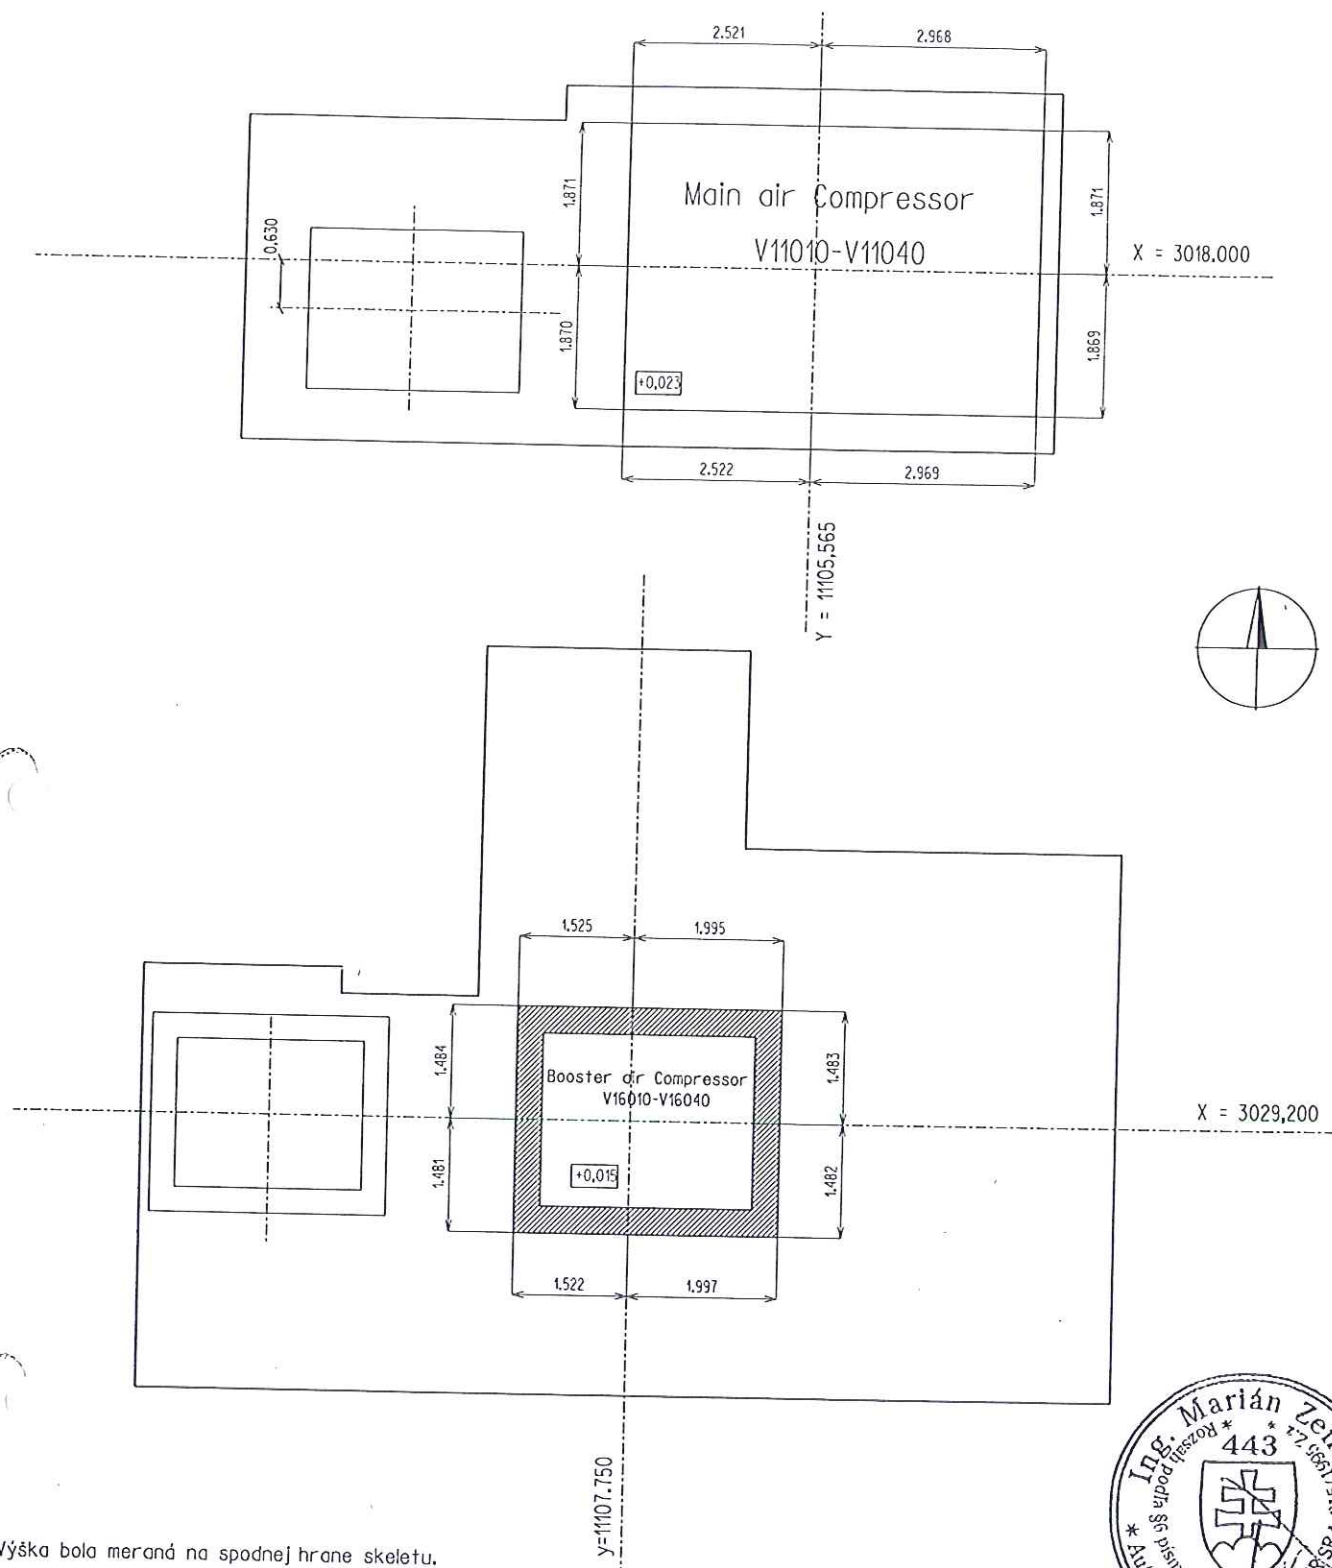 2.521
2.968
1.871
Main air Compressor
V11010-V11040
1.871
0,630
X = 3018.000
1.870
1.869
+0,023
2.522
2.969
Y = 11105,565
1.525
1.995
1.484
1.483
Booster air Compressor
V16010-V16040
X = 3029,200
1.481
1.482
+0,015
1.522
1.997
y=11107.750
Ing. Marián
443
* Rozsah podľa §6
Výška bola meraná na spodnej hrane skeletu.